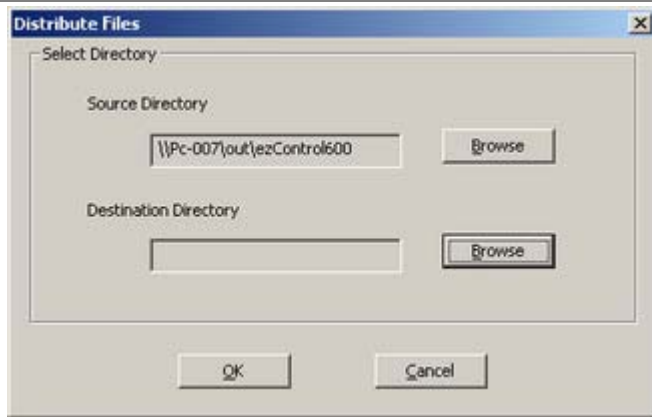 Distribute Files
Select Directory
Source Directory
\\Pc-007\out\ezControl600
Browse
Destination Directory
Browse
OK
Cancel